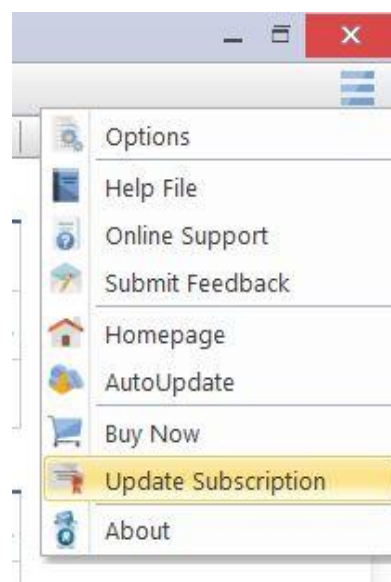 Options
Help File
Online Support
Submit Feedback
Homepage
AutoUpdate
Buy Now
Update Subscription
About